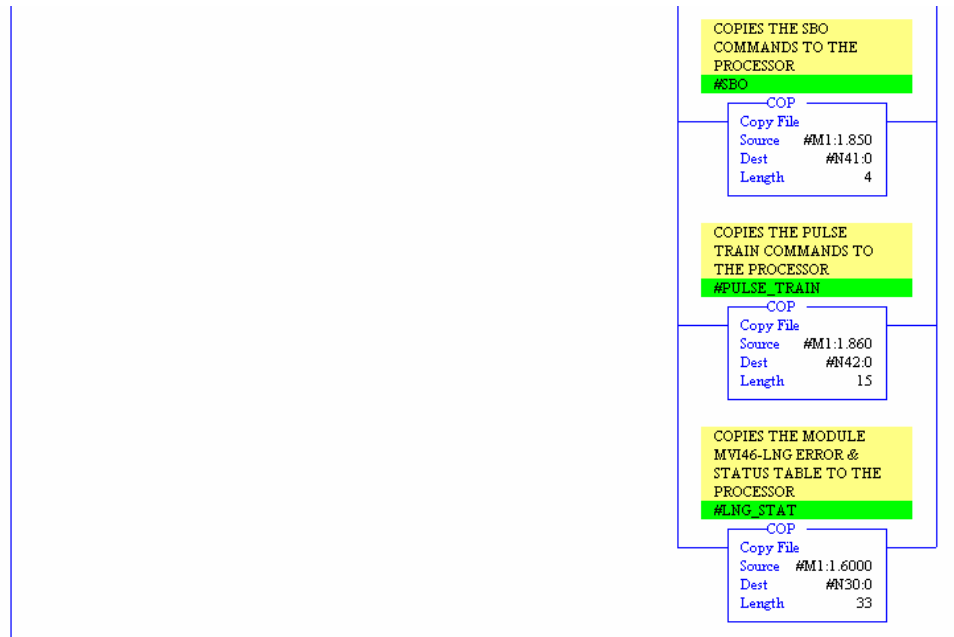 COPIES THE SBO
COMMANDS TO THE
PROCESSOR
#SBO
COP
Copy File
Source #M1:1.850
Dest #N41:0
Length 4
COPIES THE PULSE
TRAIN COMMANDS TO
THE PROCESSOR
#PULSE_TRAIN
COP
Copy File
Source #M1:1.860
Dest #N42:0
Length 15
COPIES THE MODULE
MVI46-LNG ERROR &
STATUS TABLE TO THE
PROCESSOR
#LNG_STAT
COP
Copy File
Source #M1:1.6000
Dest #N30:0
Length 33